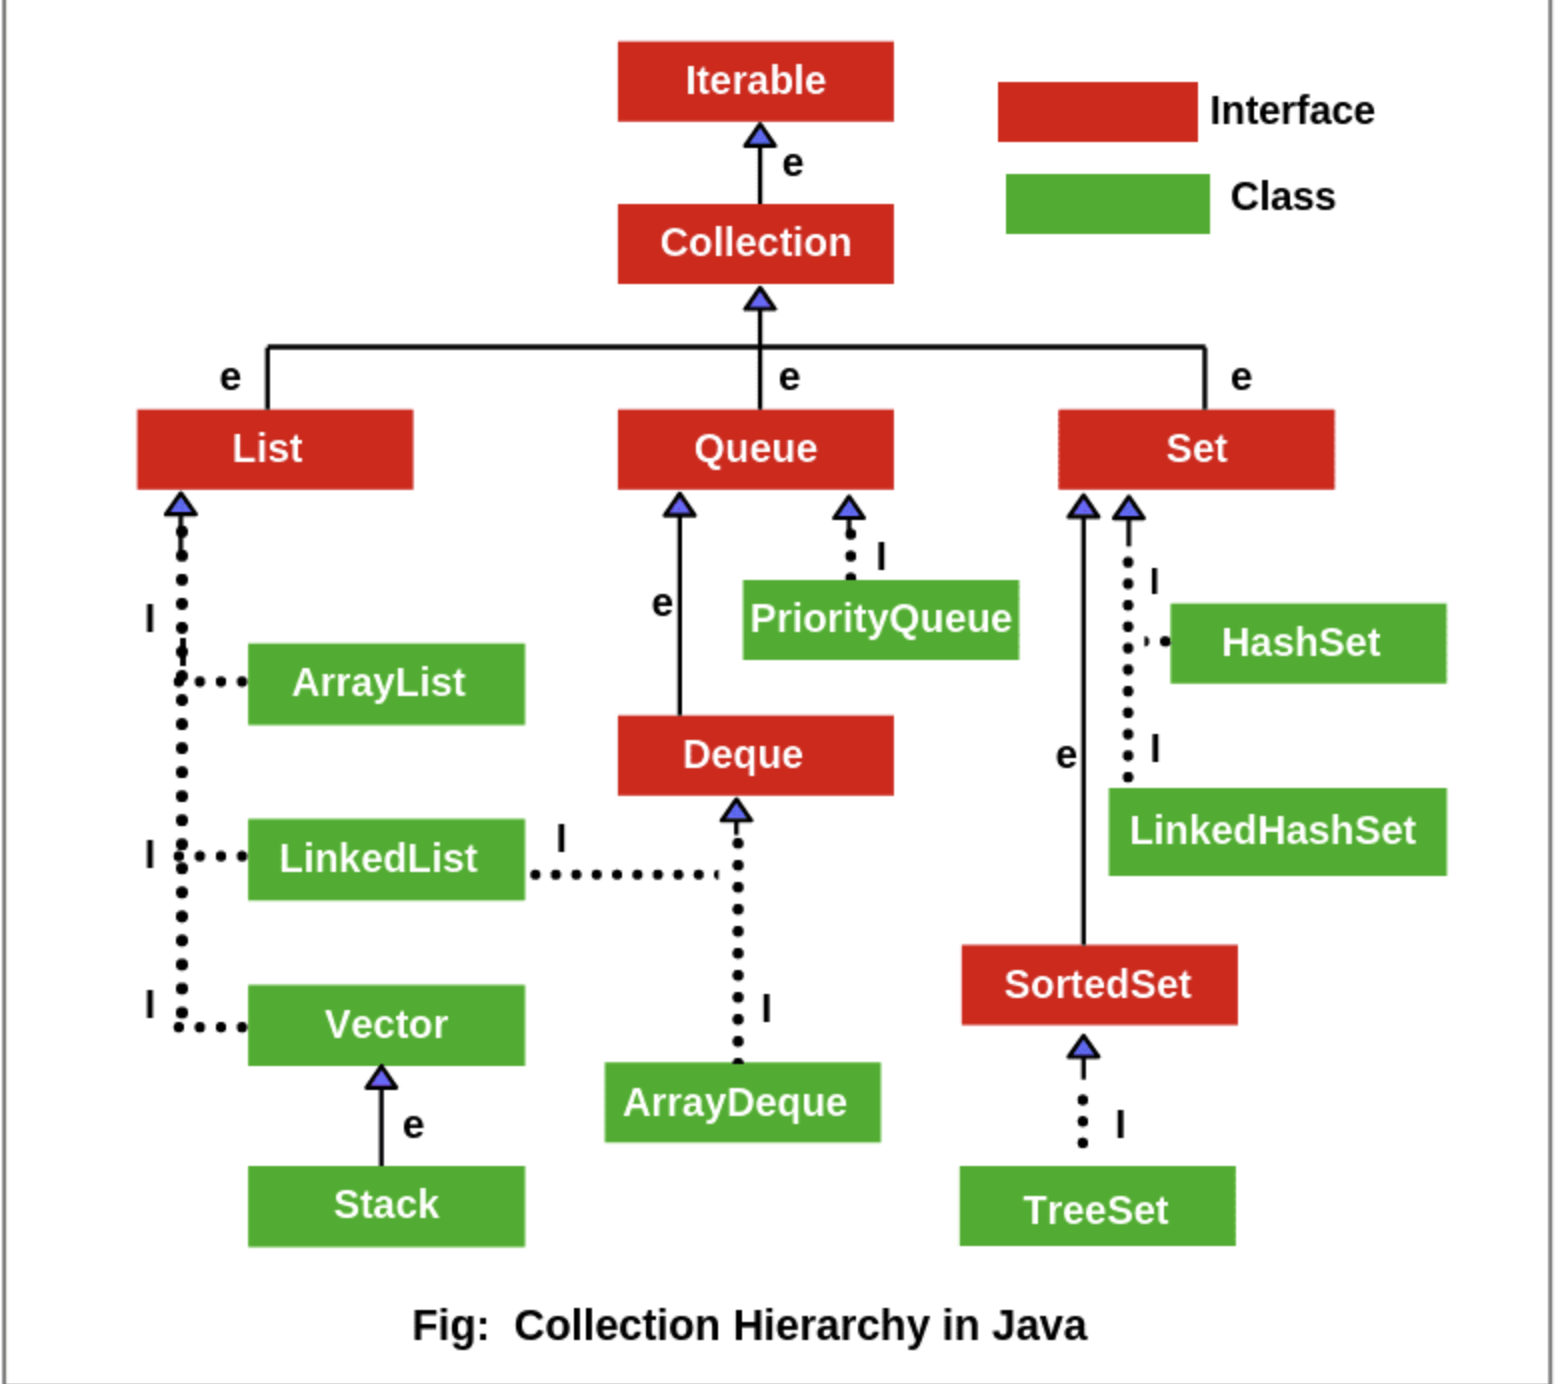 Iterable
Interface
e
Class
Collection
e
e
e
List
Queue
Set
I
I
e
PriorityQueue
I
HashSet
ArrayList
Deque
e
I
I
LinkedList
I
LinkedHashSet
SortedSet
I
Vector
I
ArrayDeque
e
I
Stack
TreeSet
Fig: Collection Hierarchy in Java